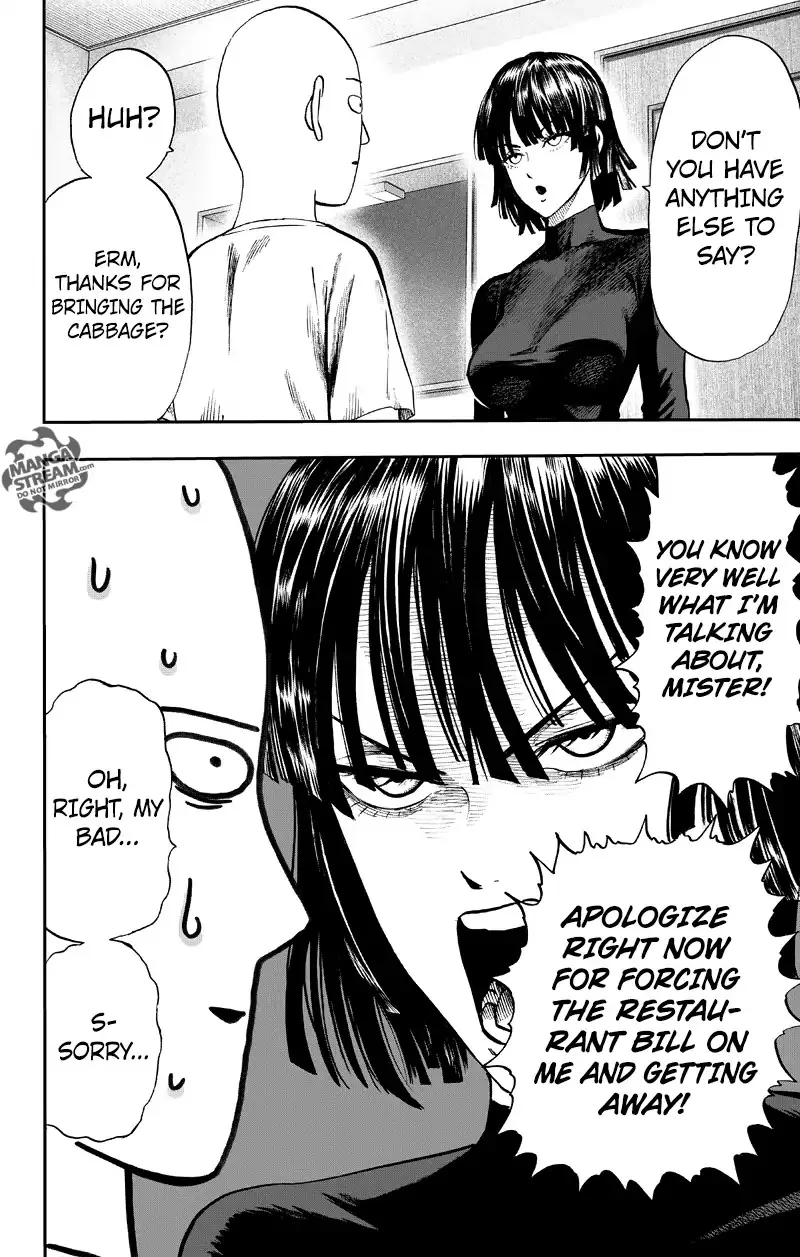 DON'T
YOU HAVE
ANYTHING
ELSE TO
SAY?
HUH?
ERM,
THANKS FOR
BRINGING THE
CABBAGE?
MANGA
STREAM.com
DO NOT MIRROR
YOU KNOW
VERY WELL
WHAT I'M
TALKING
ABOUT,
MISTER!
APOLOGIZE
RIGHT NOW
FOR FORCING
THE RESTAU-
RANT BILL ON
ME AND GETTING
AWAY!
OH,
RIGHT, MY
BAD...
S-
SORRY...